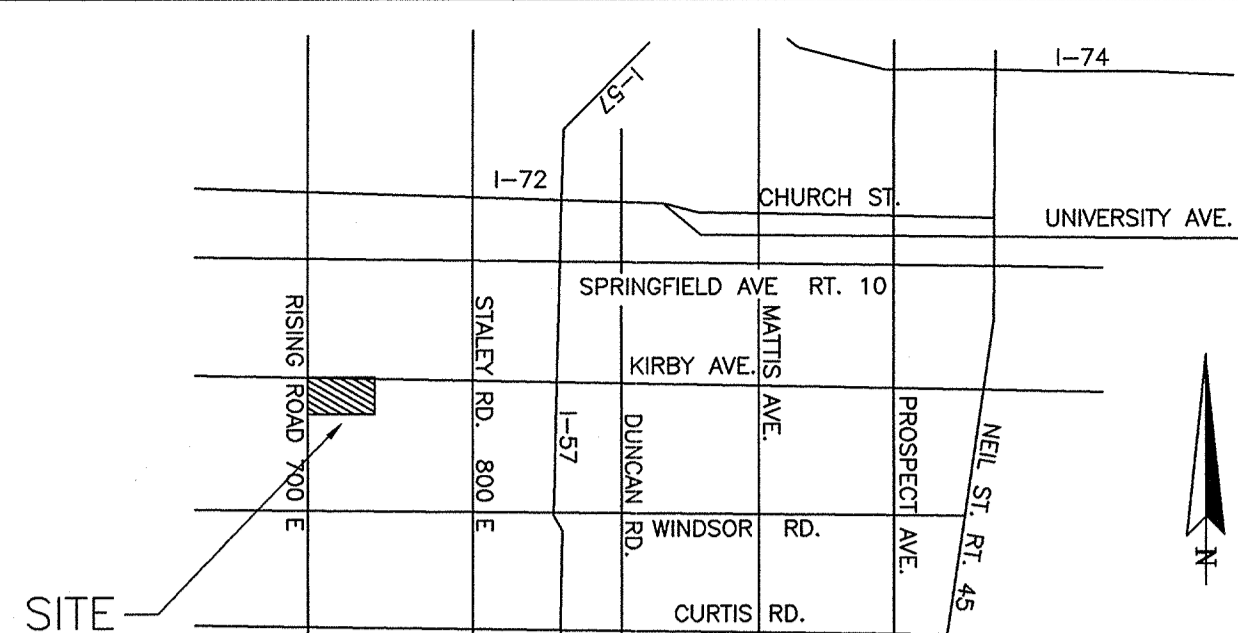 I-74
I-57
I-72
CHURCH ST.
UNIVERSITY AVE.
SPRINGFIELD AVE RT. 10
RISING ROAD 700 E
STALEY RD. 800 E
MATTIS AVE.
KIRBY AVE.
I-57
DUNCAN RD.
PROSPECT AVE.
NEIL ST. RT. 45
WINDSOR RD.
N
SITE
CURTIS RD.